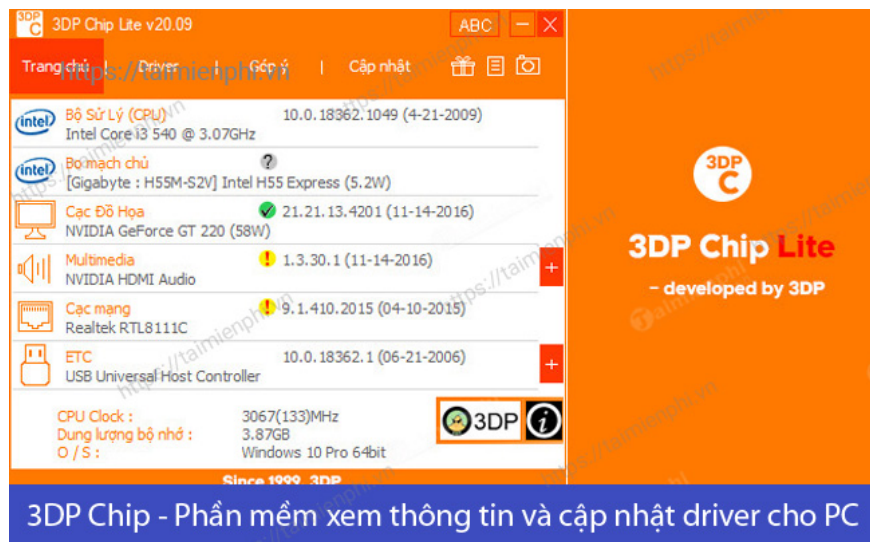 3DP C 3DP Chip Lite v20.09 ABC
Trang chủ | Driver | Góp ý | Cập nhật
intel Bộ Sử Lý (CPU) 10.0.18362.1049 (4-21-2009)
Intel Core i3 540 @ 3.07GHz
intel Bo mạch chủ ?
[Gigabyte : H55M-S2V] Intel H55 Express (5.2W)
Cạc Đồ Họa 21.21.13.4201 (11-14-2016)
NVIDIA GeForce GT 220 (58W)
Multimedia ! 1.3.30.1 (11-14-2016)
NVIDIA HDMI Audio +
Cạc mạng ! 9.1.410.2015 (04-10-2015)
Realtek RTL8111C
ETC 10.0.18362.1 (06-21-2006)
USB Universal Host Controller +
CPU Clock : 3067(133)MHz
Dung lượng bộ nhớ : 3.87GB
O / S : Windows 10 Pro 64bit
3DP i
Since 1999, 3DP
3DP
C
3DP Chip Lite
– developed by 3DP
https://taimienphi.vn
3DP Chip - Phần mềm xem thông tin và cập nhật driver cho PC